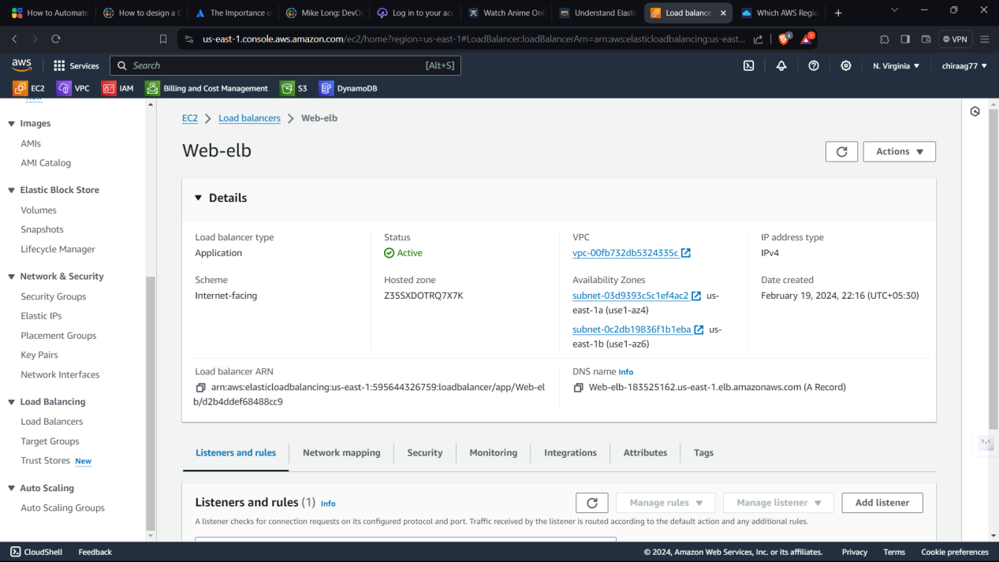 How to Automate
How to design a D
The Importance o
Mike Long: DevO
Log in to your acc
Watch Anime Onl
Understand Elasti
Load balance
Which AWS Regio
us-east-1.console.aws.amazon.com/ec2/home?region=us-east-1#LoadBalancer:loadBalancerArn=arn:aws:elasticloadbalancing:us-east...
4
1
VPN
aws
Services
Search
[Alt+S]
N. Virginia
chiraag77
EC2
VPC
IAM
Billing and Cost Management
S3
DynamoDB
New
Images
AMIs
AMI Catalog
Elastic Block Store
Volumes
Snapshots
Lifecycle Manager
Network & Security
Security Groups
Elastic IPs
Placement Groups
Key Pairs
Network Interfaces
Load Balancing
Load Balancers
Target Groups
Trust Stores New
Auto Scaling
Auto Scaling Groups
EC2 > Load balancers > Web-elb
Web-elb
Actions
Details
Load balancer type
Application
Status
Active
VPC
vpc-00fb732db5324335c
IP address type
IPv4
Scheme
Internet-facing
Hosted zone
Z35SXDOTRQ7X7K
Availability Zones
subnet-03d9393c5c1ef4ac2 us-
east-1a (use1-az4)
subnet-0c2db19836f1b1eba us-
east-1b (use1-az6)
Date created
February 19, 2024, 22:16 (UTC+05:30)
Load balancer ARN
arn:aws:elasticloadbalancing:us-east-1:595644326759:loadbalancer/app/Web-el
b/d2b4ddef68488cc9
DNS name Info
Web-elb-183525162.us-east-1.elb.amazonaws.com (A Record)
Listeners and rules
Network mapping
Security
Monitoring
Integrations
Attributes
Tags
Listeners and rules (1) Info
Manage rules
Manage listener
Add listener
A listener checks for connection requests on its configured protocol and port. Traffic received by the listener is routed according to the default action and any additional rules.
CloudShell
Feedback
© 2024, Amazon Web Services, Inc. or its affiliates.
Privacy
Terms
Cookie preferences